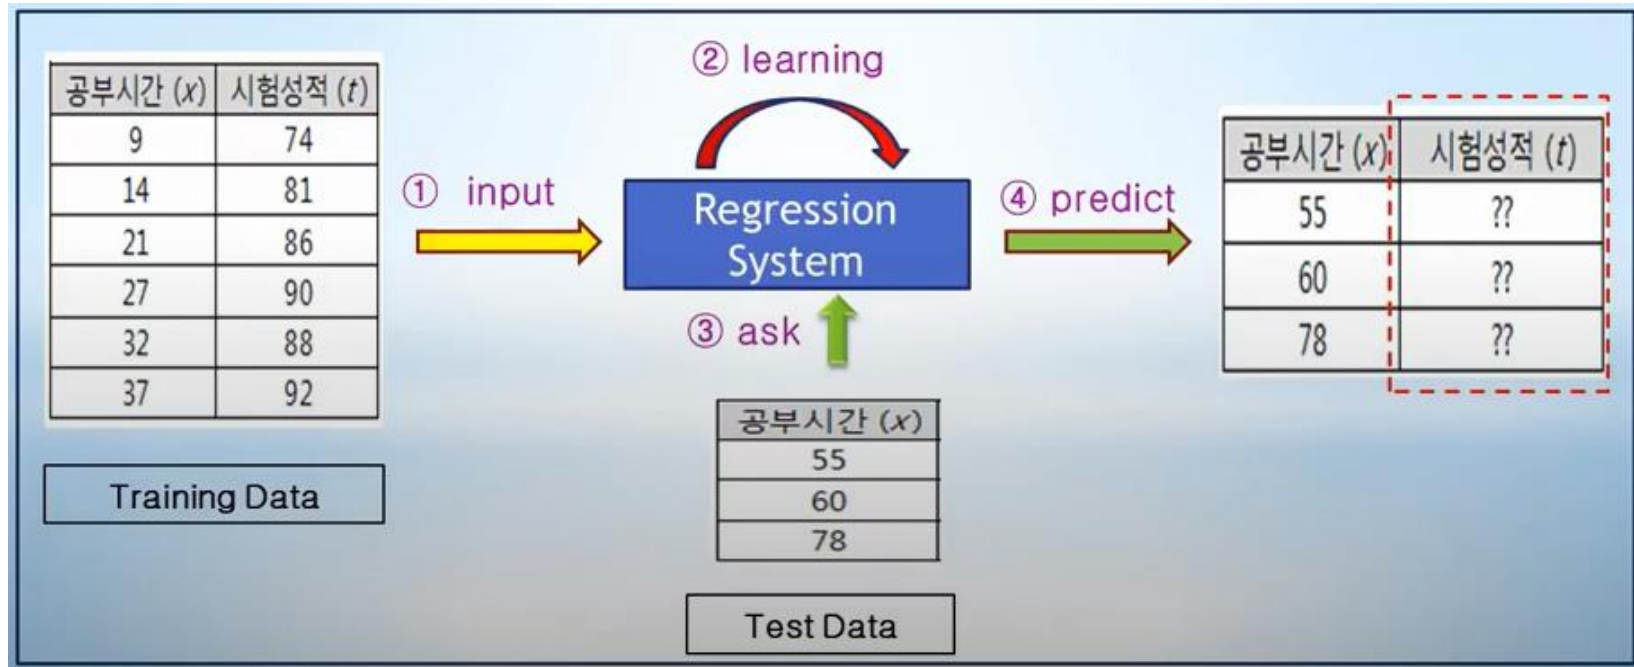 공부시간 (x) 시험성적 (t)
9 74
14 81
21 86
27 90
32 88
37 92
Training Data
① input
② learning
Regression
System
③ ask
공부시간 (x)
55
60
78
Test Data
④ predict
공부시간 (x) 시험성적 (t)
55 ??
60 ??
78 ??